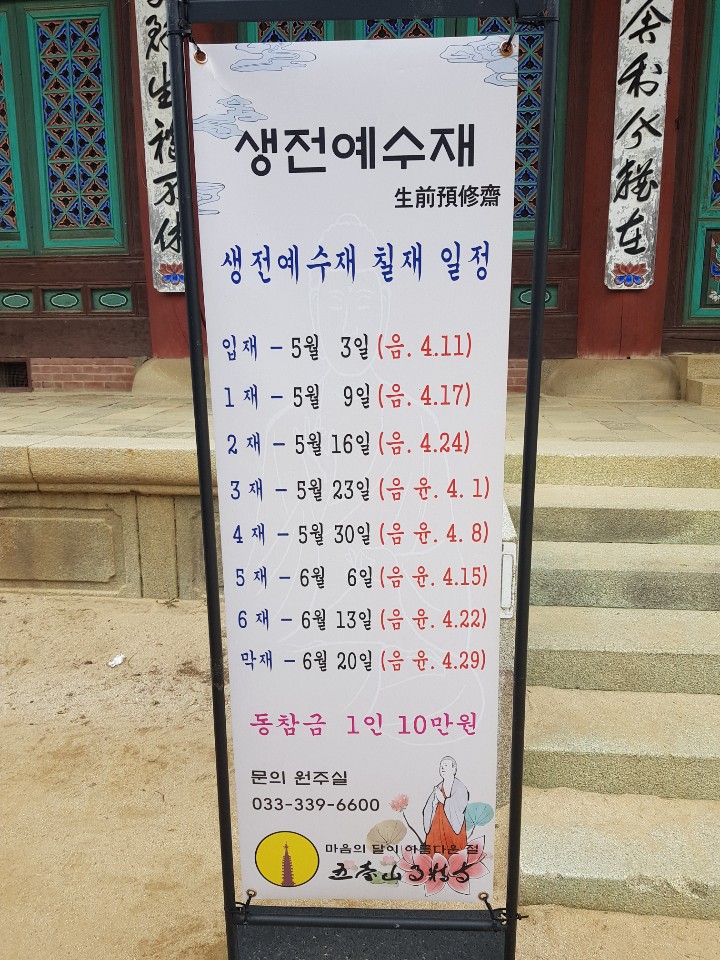 생전예수재
生前預修齋
생전예수재 칠재 일정
입재 – 5월 3일 (음. 4.11)
1 재 – 5월 9일 (음. 4.17)
2 재 – 5월 16일 (음. 4.24)
3 재 – 5월 23일 (음 윤. 4. 1)
4 재 – 5월 30일 (음 윤. 4. 8)
5 재 – 6월 6일 (음 윤. 4.15)
6 재 – 6월 13일 (음 윤. 4.22)
막재 – 6월 20일 (음 윤. 4.29)
동참금 1인 10만원
문의 원주실
033-339-6600
마음의 달이 아름다운 절
五臺山月精寺